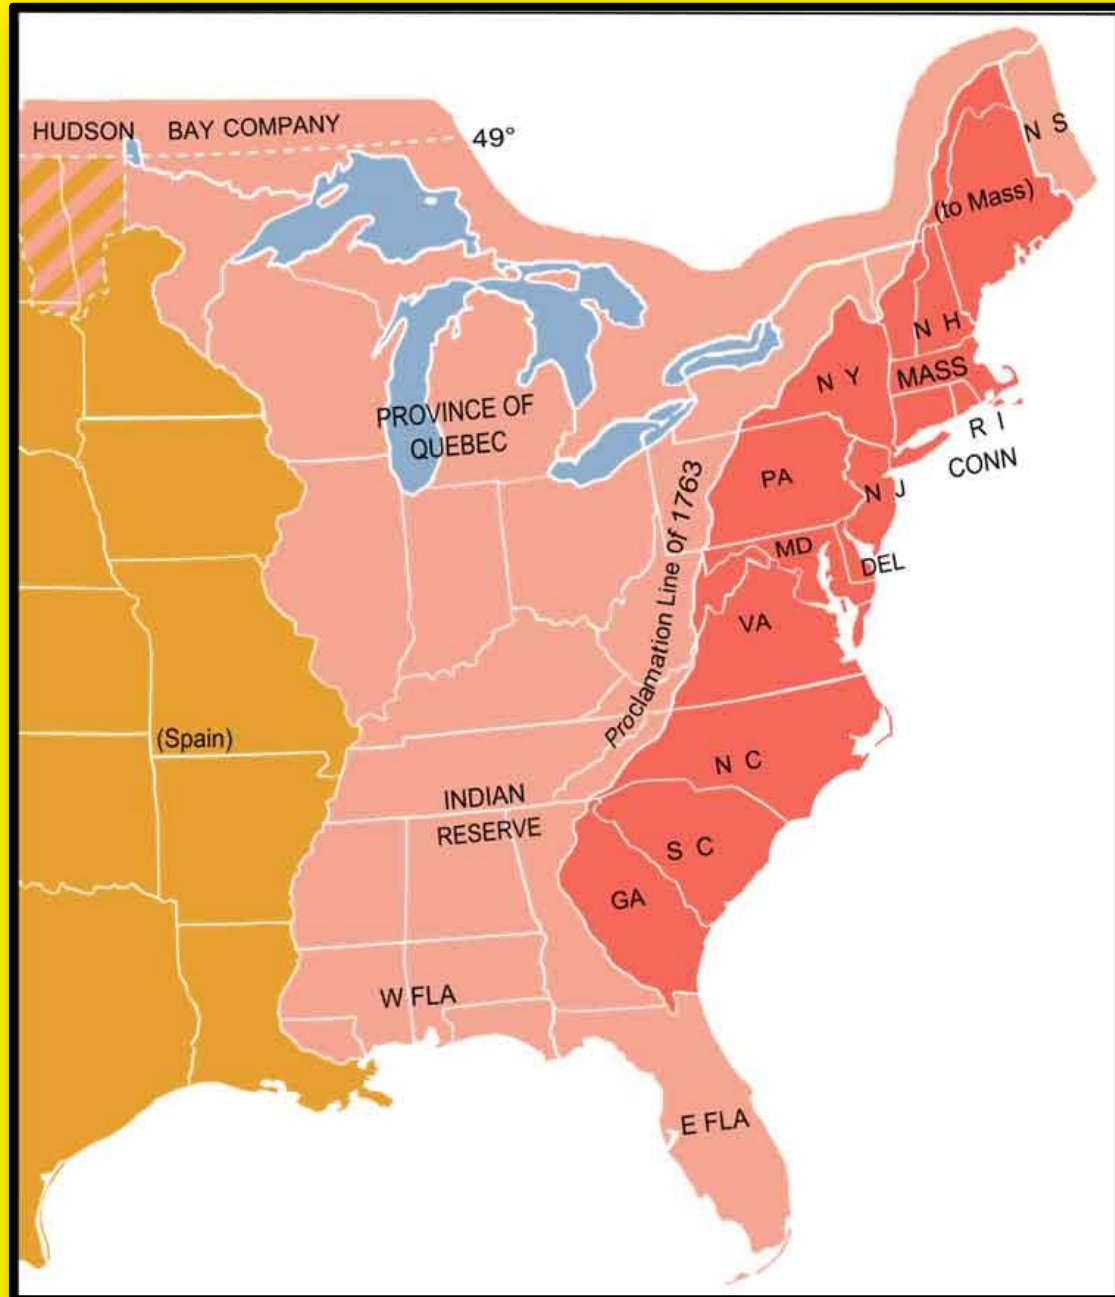 HUDSON BAY COMPANY
49°
N S
(to Mass)
N H
N Y
MASS
R I
CONN
PROVINCE OF
QUEBEC
PA
N J
Proclamation Line of 1763
MD
DEL
VA
(Spain)
N C
INDIAN
RESERVE
S C
GA
W FLA
E FLA